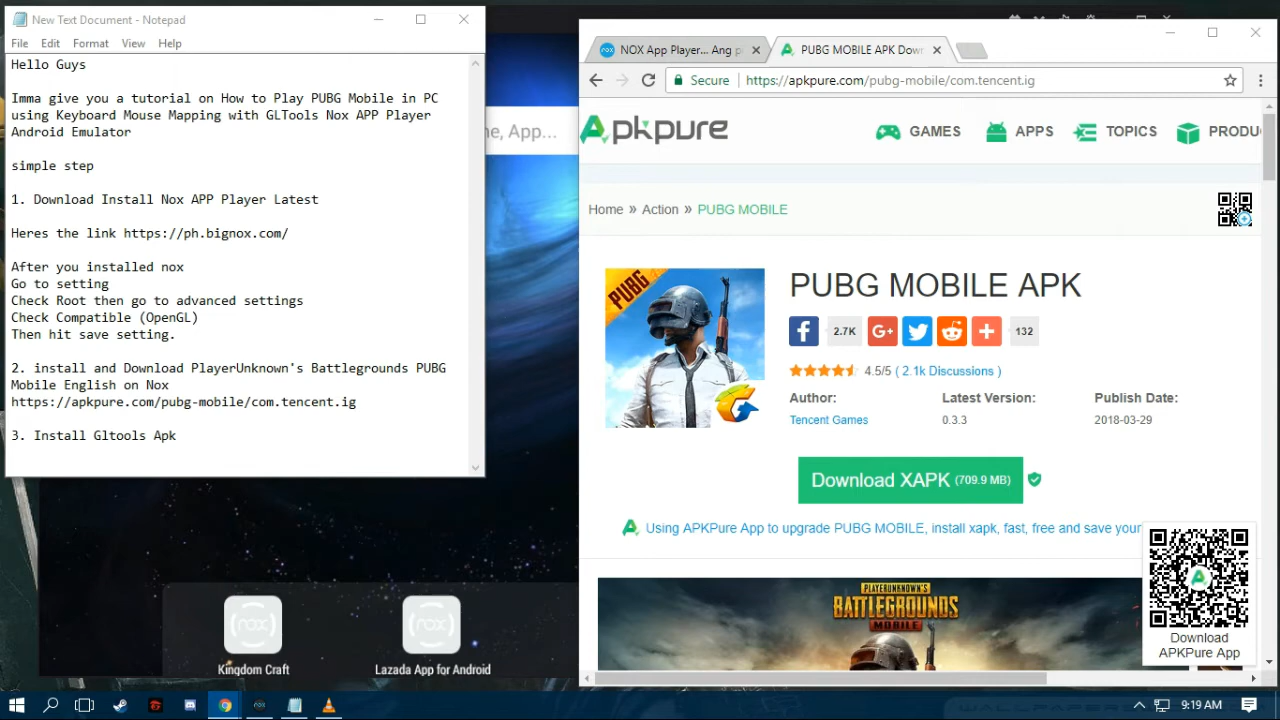 New Text Document - Notepad
File Edit Format View Help
Hello Guys
Imma give you a tutorial on How to Play PUBG Mobile in PC
using Keyboard Mouse Mapping with GLTools Nox APP Player
Android Emulator
simple step
1. Download Install Nox APP Player Latest
Heres the link https://ph.bignox.com/
After you installed nox
Go to setting
Check Root then go to advanced settings
Check Compatible (OpenGL)
Then hit save setting.
2. install and Download PlayerUnknown's Battlegrounds PUBG
Mobile English on Nox
https://apkpure.com/pubg-mobile/com.tencent.ig
3. Install Gltools Apk
App...
Kingdom Craft
Lazada App for Android
nox
nox
NOX App Player... Ang p
PUBG MOBILE APK Down
Secure https://apkpure.com/pubg-mobile/com.tencent.ig
Apkpure
GAMES APPS TOPICS PRODU
Home » Action » PUBG MOBILE
PUBG
PUBG MOBILE APK
2.7K G+ 132
4.5/5 ( 2.1k Discussions )
Author: Latest Version: Publish Date:
Tencent Games 0.3.3 2018-03-29
Download XAPK (709.9 MB)
Using APKPure App to upgrade PUBG MOBILE, install xapk, fast, free and save your
PLAYERUNKNOWN'S
BATTLEGROUNDS
MOBILE
Download
APKPure App
9:19 AM